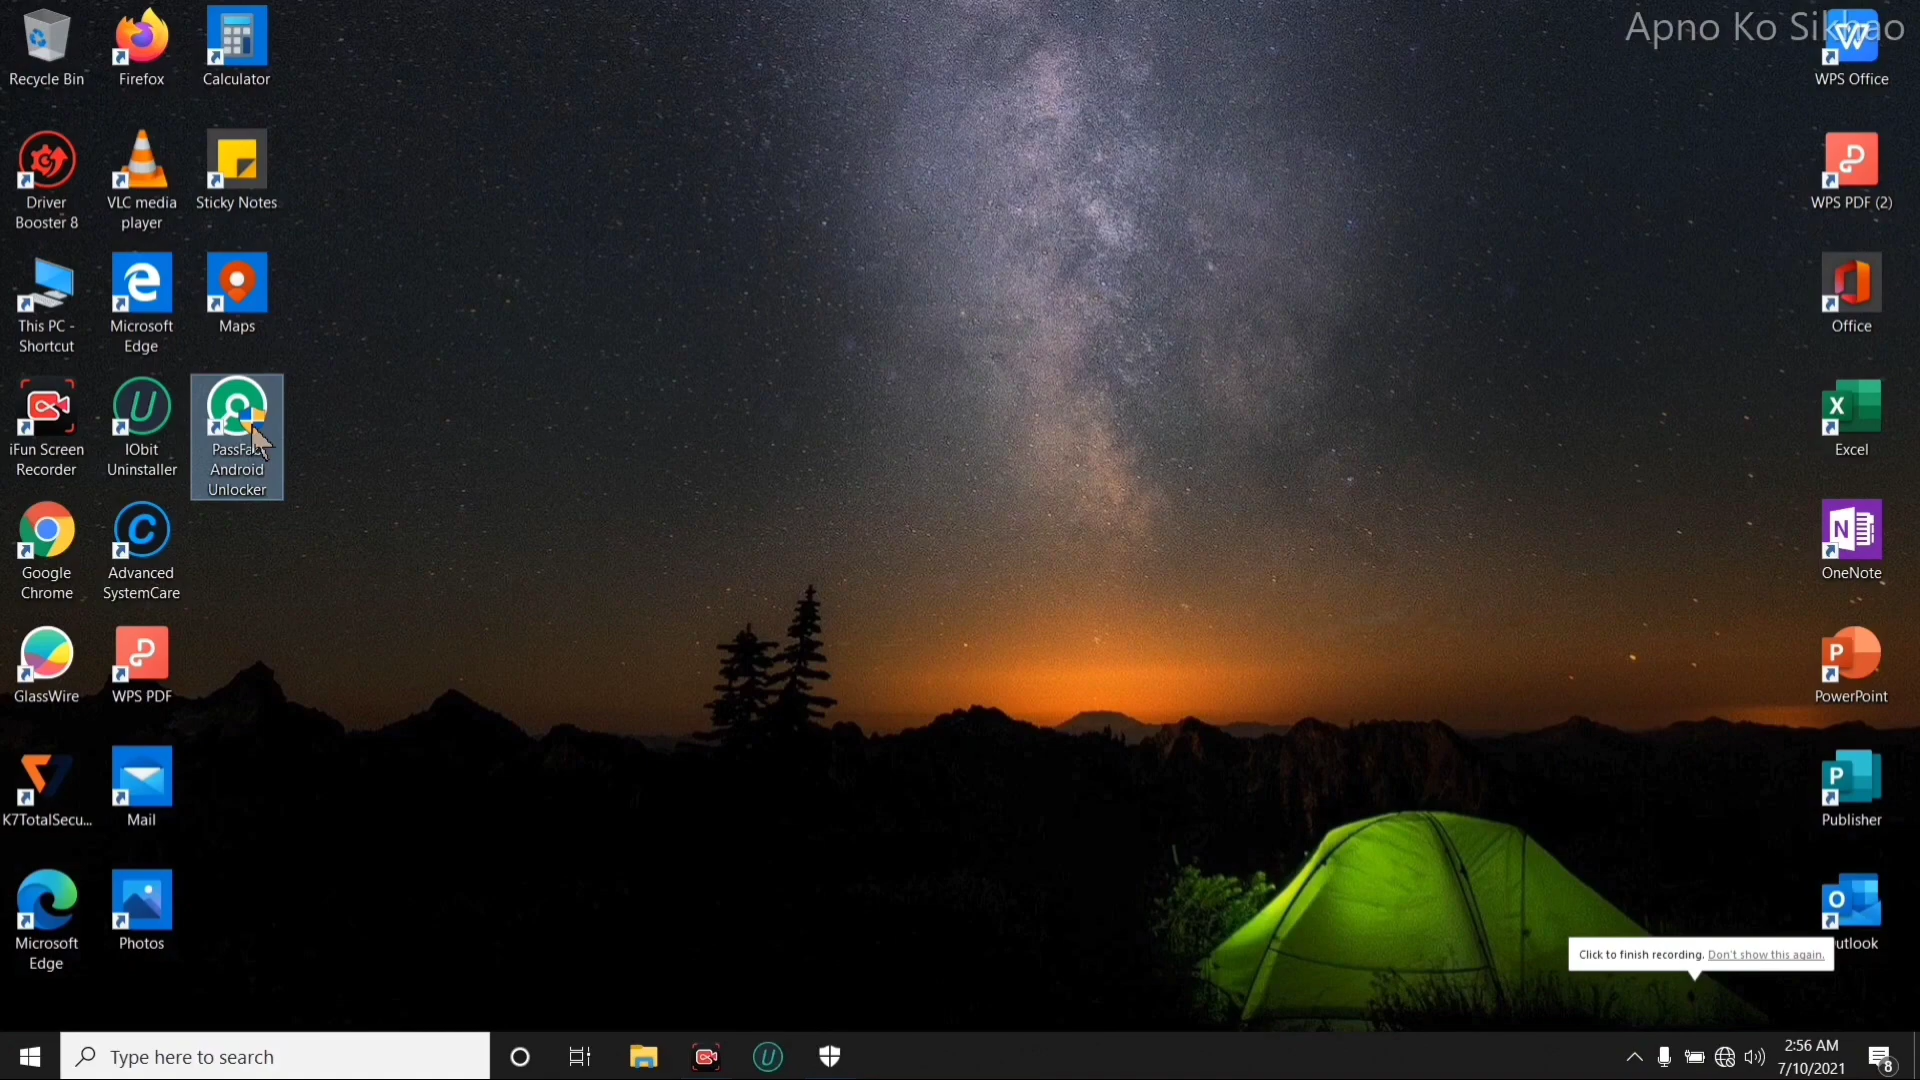 Apno Ko Sikhao
Recycle Bin
Firefox
Calculator
WPS Office
Driver
Booster 8
VLC media
player
Sticky Notes
WPS PDF (2)
This PC -
Shortcut
Microsoft
Edge
Maps
Office
iFun Screen
Recorder
IObit
Uninstaller
PassFab
Android
Unlocker
Excel
Google
Chrome
Advanced
SystemCare
OneNote
GlassWire
WPS PDF
PowerPoint
K7TotalSecu...
Mail
Publisher
Microsoft
Edge
Photos
utlook
Click to finish recording. Don't show this again.
Type here to search
2:56 AM
7/10/2021
8